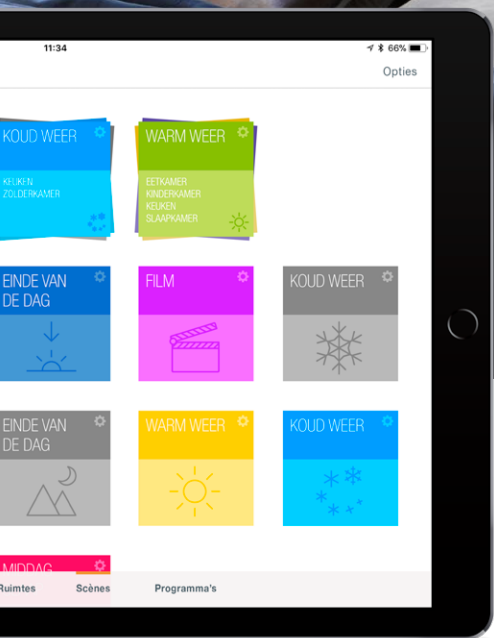 11:34
66%
Opties
KOUD WEER
KEUKEN
ZOLDERKAMER
WARM WEER
EETKAMER
KINDERKAMER
KEUKEN
SLAAPKAMER
EINDE VAN
DE DAG
FILM
KOUD WEER
EINDE VAN
DE DAG
WARM WEER
KOUD WEER
MIDDAG
Ruimtes
Scènes
Programma's